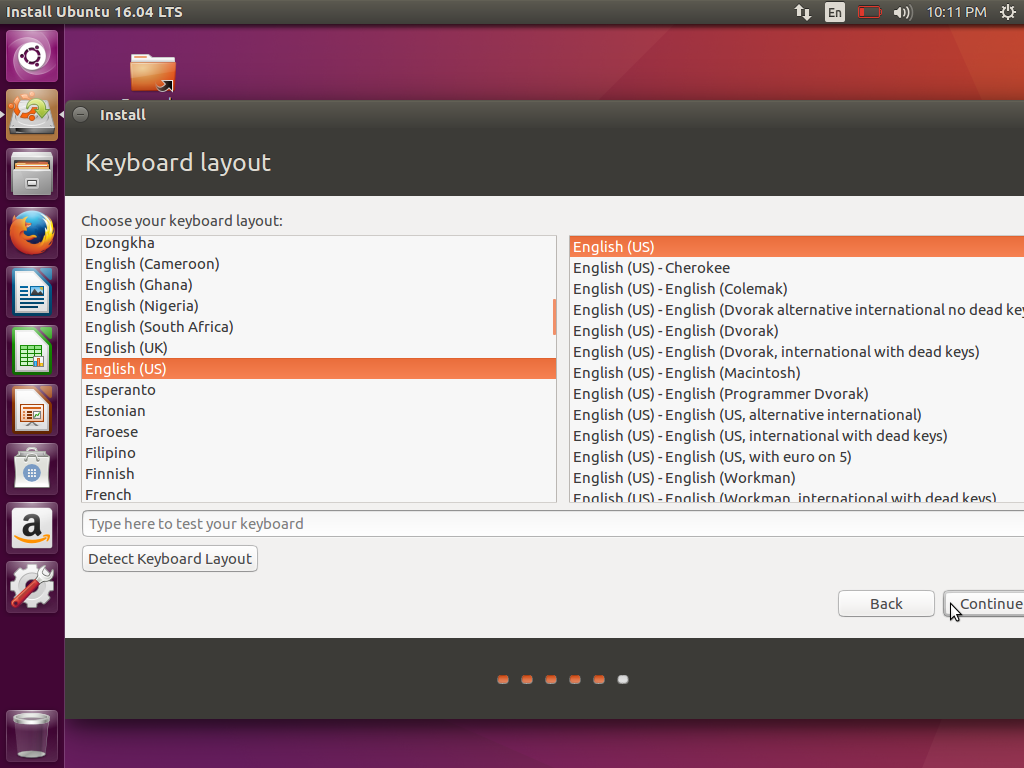 Install Ubuntu 16.04 LTS
En
10:11 PM
Install
Keyboard layout
Choose your keyboard layout:
Dzongkha
English (Cameroon)
English (Ghana)
English (Nigeria)
English (South Africa)
English (UK)
English (US)
Esperanto
Estonian
Faroese
Filipino
Finnish
French
English (US)
English (US) - Cherokee
English (US) - English (Colemak)
English (US) - English (Dvorak alternative international no dead key
English (US) - English (Dvorak)
English (US) - English (Dvorak, international with dead keys)
English (US) - English (Macintosh)
English (US) - English (Programmer Dvorak)
English (US) - English (US, alternative international)
English (US) - English (US, international with dead keys)
English (US) - English (US, with euro on 5)
English (US) - English (Workman)
English (US) - English (Workman, international with dead keys)
Type here to test your keyboard
Detect Keyboard Layout
Back
Continue
a